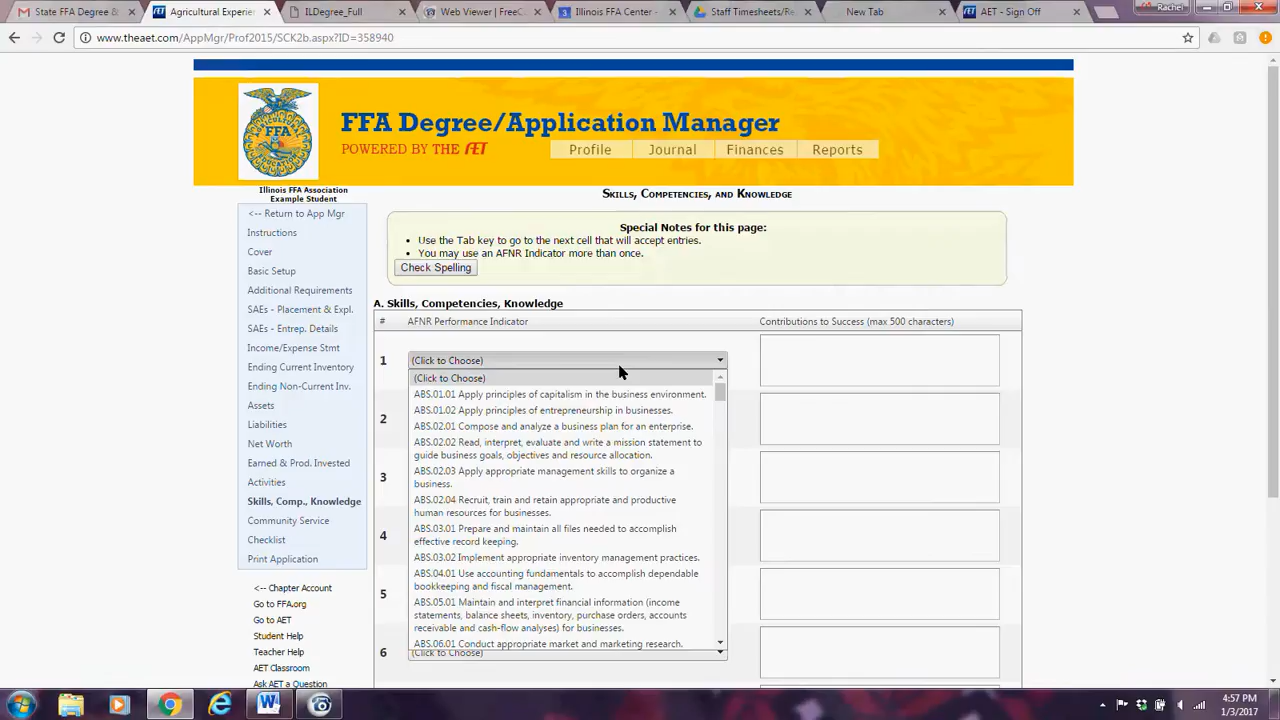 State FFA Degree &
Agricultural Experien
ILDegree_Full
Web Viewer | FreeC
Illinois FFA Center -
Staff Timesheets/Re
New Tab
AET - Sign Off
Rachel
www.theaet.com/AppMgr/Prof2015/SCK2b.aspx?ID=358940
FFA
FFA Degree/Application Manager
POWERED BY THE AET
Profile
Journal
Finances
Reports
Illinois FFA Association
Example Student
<-- Return to App Mgr
Instructions
Cover
Basic Setup
Additional Requirements
SAEs - Placement & Expl.
SAEs - Entrep. Details
Income/Expense Stmt
Ending Current Inventory
Ending Non-Current Inv.
Assets
Liabilities
Net Worth
Earned & Prod. Invested
Activities
Skills, Comp., Knowledge
Community Service
Checklist
Print Application
<-- Chapter Account
Go to FFA.org
Go to AET
Student Help
Teacher Help
AET Classroom
Ask AET a Question
Skills, Competencies, and Knowledge
Special Notes for this page:
• Use the Tab key to go to the next cell that will accept entries.
• You may use an AFNR Indicator more than once.
Check Spelling
A. Skills, Competencies, Knowledge
# AFNR Performance Indicator Contributions to Success (max 500 characters)
1 (Click to Choose)
(Click to Choose)
ABS.01.01 Apply principles of capitalism in the business environment.
ABS.01.02 Apply principles of entrepreneurship in businesses.
2
ABS.02.01 Compose and analyze a business plan for an enterprise.
ABS.02.02 Read, interpret, evaluate and write a mission statement to
guide business goals, objectives and resource allocation.
3
ABS.02.03 Apply appropriate management skills to organize a
business.
ABS.02.04 Recruit, train and retain appropriate and productive
human resources for businesses.
4
ABS.03.01 Prepare and maintain all files needed to accomplish
effective record keeping.
ABS.03.02 Implement appropriate inventory management practices.
ABS.04.01 Use accounting fundamentals to accomplish dependable
bookkeeping and fiscal management.
5
ABS.05.01 Maintain and interpret financial information (income
statements, balance sheets, inventory, purchase orders, accounts
receivable and cash-flow analyses) for businesses.
ABS.06.01 Conduct appropriate market and marketing research.
6 (Click to Choose)
4:57 PM
1/3/2017